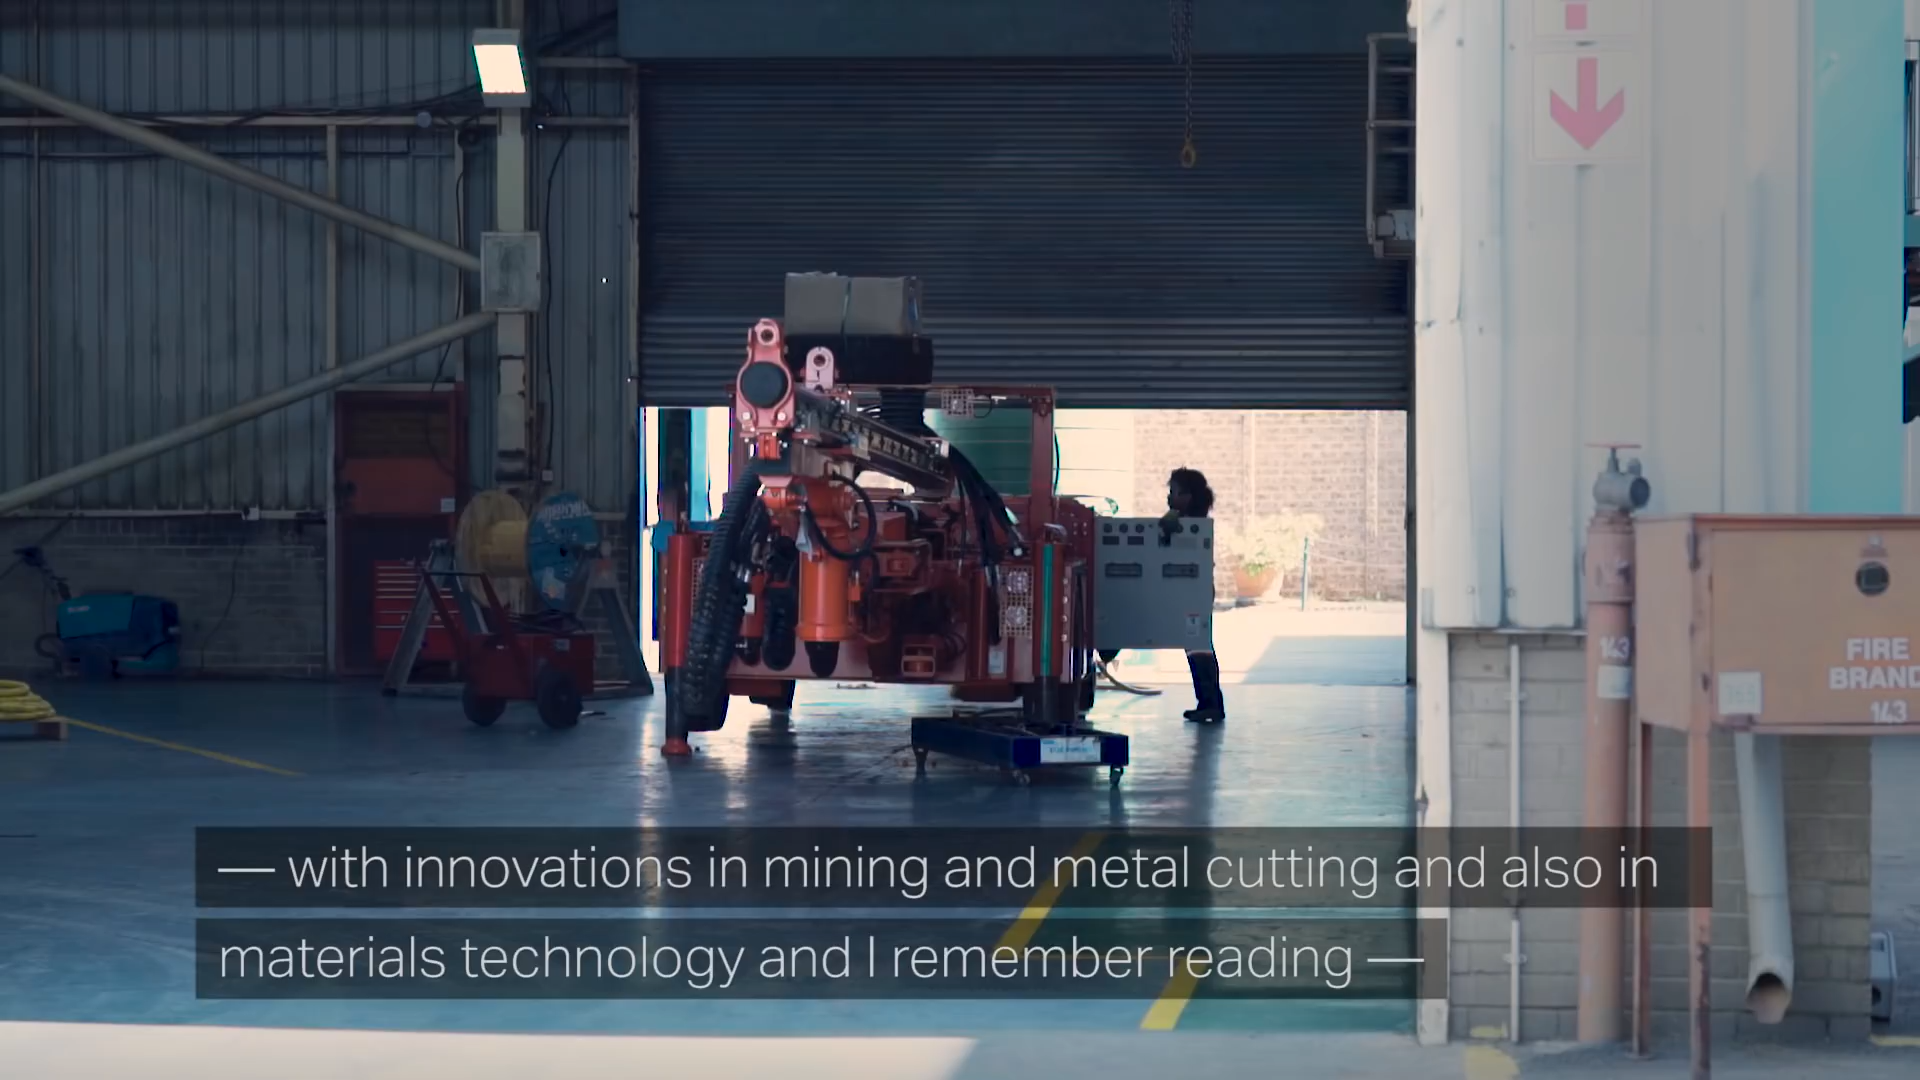 143
FIRE
BRAND
143
— with innovations in mining and metal cutting and also in
materials technology and I remember reading —